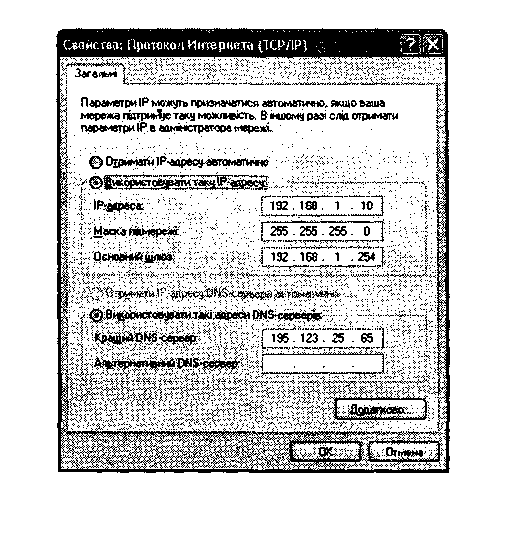 Свойства: Протокол Интернета (TCP/IP)
Загальні
Параметри IP можуть призначатися автоматично, якщо ваша
мережа підтримує таку можливість. В іншому разі слід отримати
параметри IP в адміністратора мережі.
Отримати IP-адресу автоматично
Використовувати таку IP-адресу:
IP-адреса: 192 . 168 . 1 . 10
Маска підмережі: 255 . 255 . 255 . 0
Основний шлюз: 192 . 168 . 1 . 254
Отримати IP-адресу DNS-сервера автоматично
Використовувати такі адреси DNS-серверів:
Кращий DNS-сервер: 195 . 123 . 25 . 65
Альтернативний DNS-сервер: . . .
Додатково...
OK Отмена